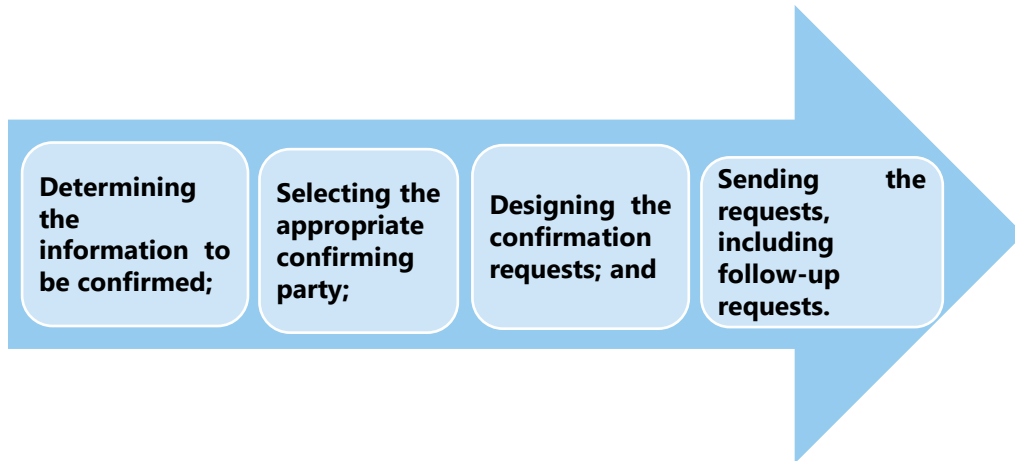 Determining
the
information to
be confirmed;
Selecting the
appropriate
confirming
party;
Designing the
confirmation
requests; and
Sending the
requests,
including
follow-up
requests.